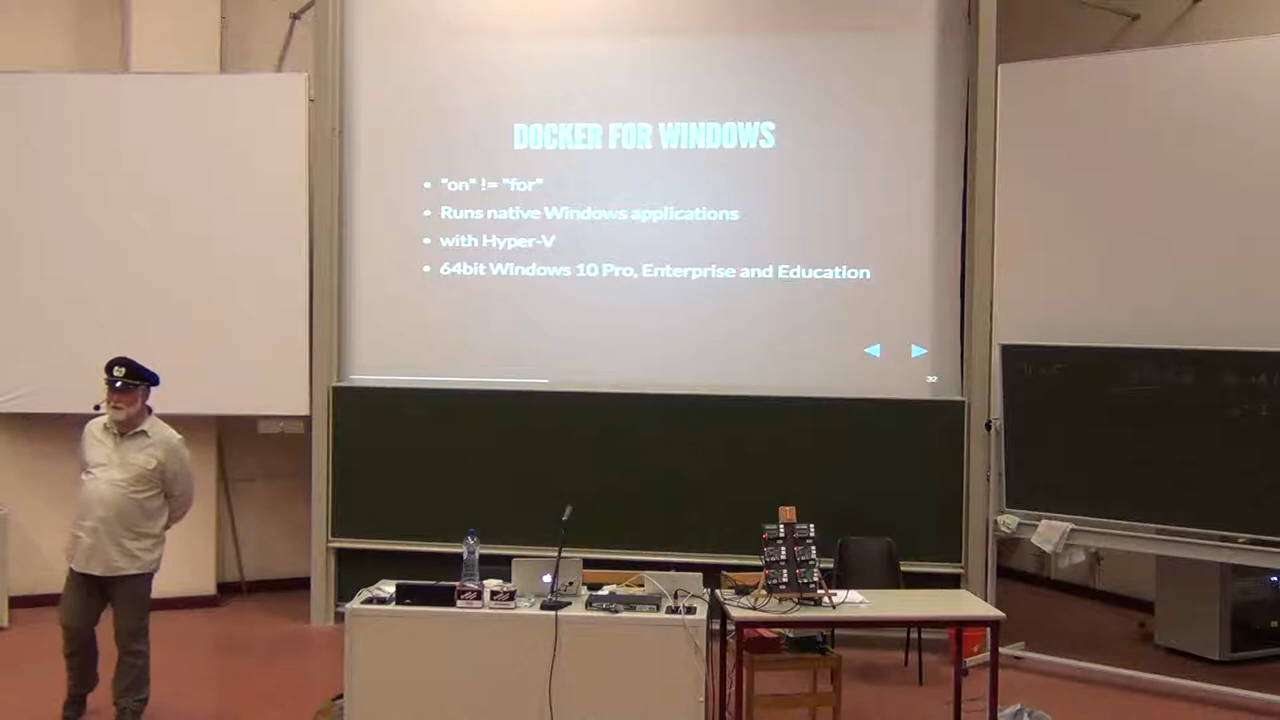 DOCKER FOR WINDOWS
• "on" != "for"
• Runs native Windows applications
• with Hyper-V
• 64bit Windows 10 Pro, Enterprise and Education
32